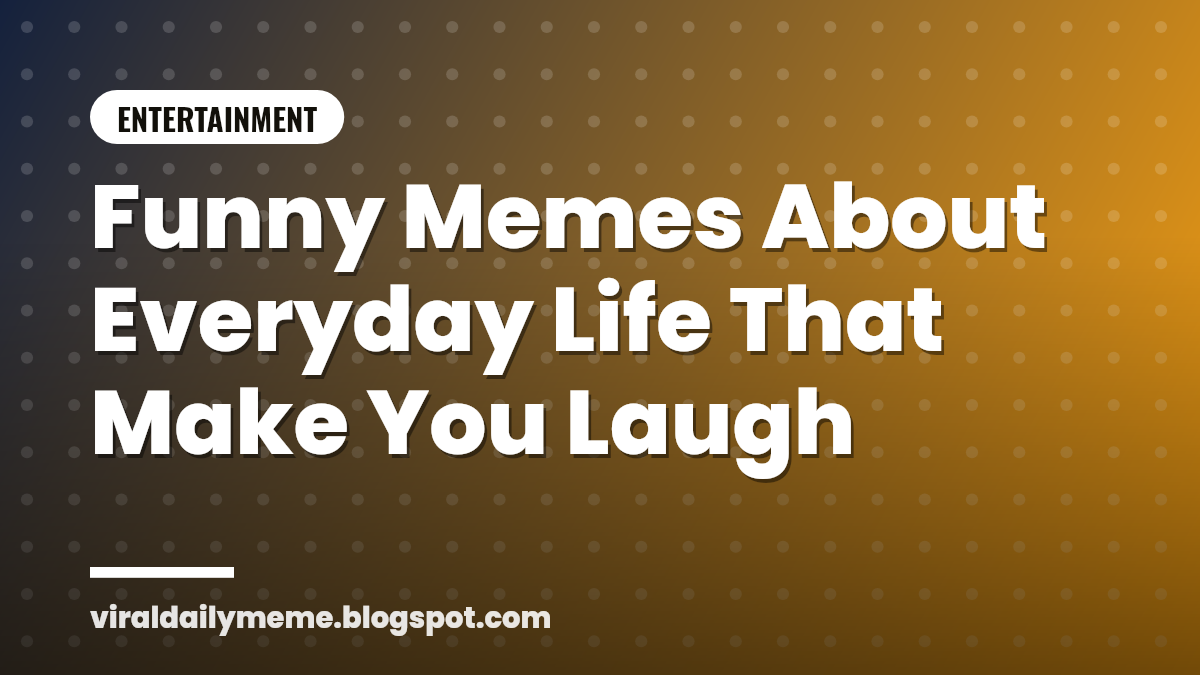 ENTERTAINMENT
Funny Memes About
Everyday Life That
Make You Laugh
viraldailymeme.blogspot.com